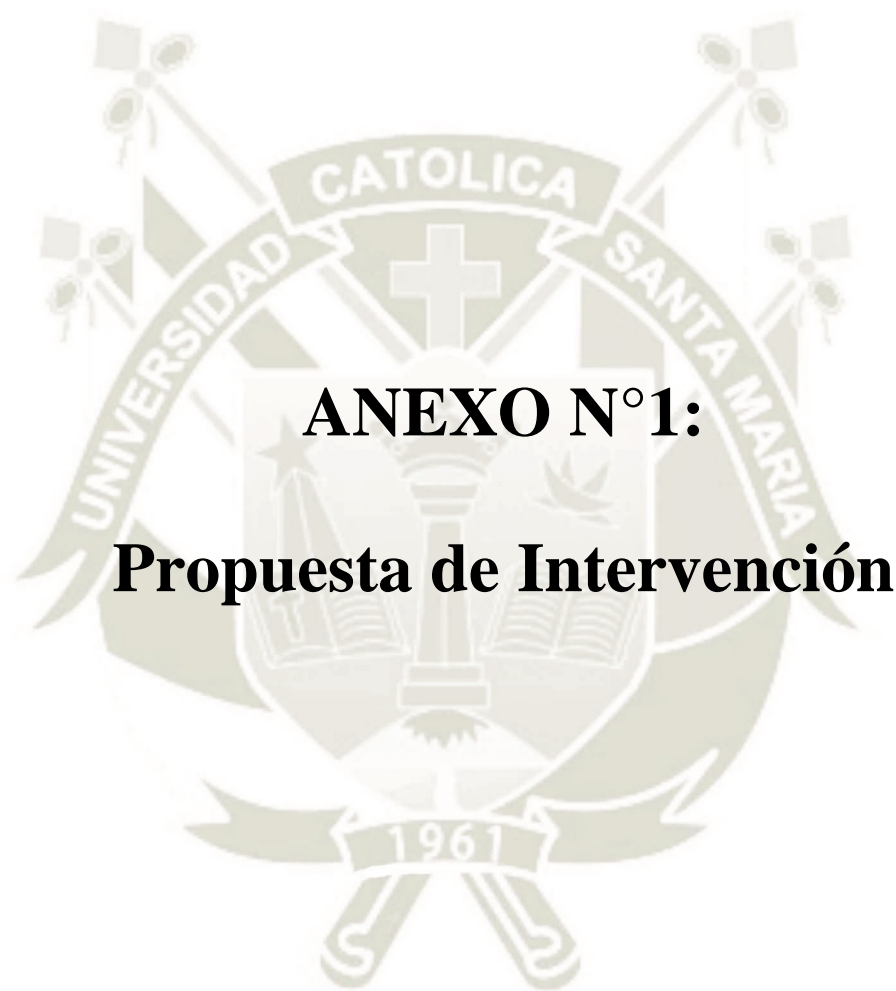 CATOLICA
UNIVERSIDAD
SANTA MARIA
ANEXO N°1:
Propuesta de Intervención
1961